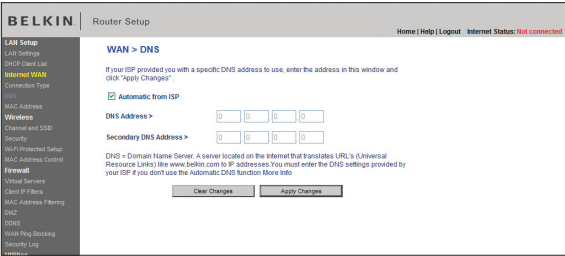 BELKIN.
Router Setup
Home | Help | Logout Internet Status: Not connected
LAN Setup
LAN Settings
DHCP Client List
Internet WAN
Connection Type
DNS
MAC Address
Wireless
Channel and SSID
Security
Wi-Fi Protected Setup
MAC Address Control
Firewall
Virtual Servers
Client IP Filters
MAC Address Filtering
DMZ
DDNS
WAN Ping Blocking
Security Log
Utilities
WAN > DNS
If your ISP provided you with a specific DNS address to use, enter the address in this window and
click "Apply Changes" .
Automatic from ISP
DNS Address > 0 . 0 . 0 . 0
Secondary DNS Address > 0 . 0 . 0 . 0
DNS = Domain Name Server. A server located on the Internet that translates URL's (Universal
Resource Links) like www.belkin.com to IP addresses.You must enter the DNS settings provided by
your ISP if you don't use the Automatic DNS function More Info
Clear Changes Apply Changes